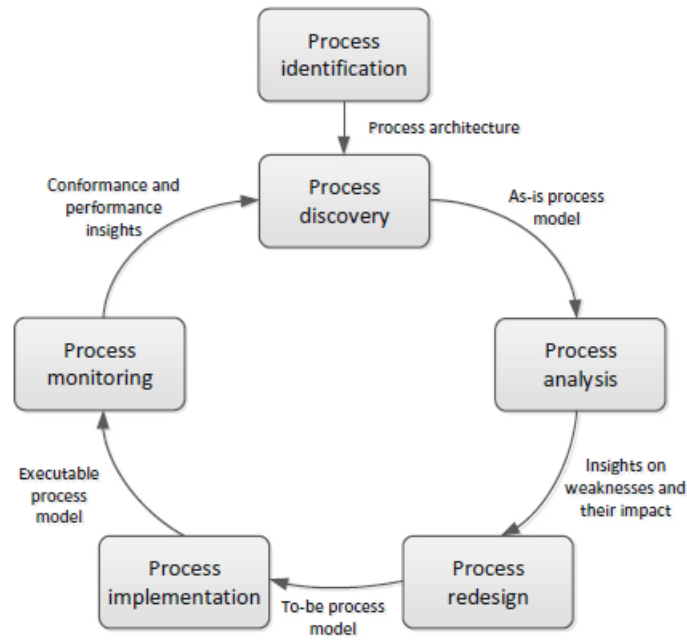 Process
identification
Process architecture
Process
discovery
As-is process
model
Process
analysis
Insights on
weaknesses and
their impact
Process
redesign
To-be process
model
Process
implementation
Executable
process
model
Process
monitoring
Conformance and
performance
insights